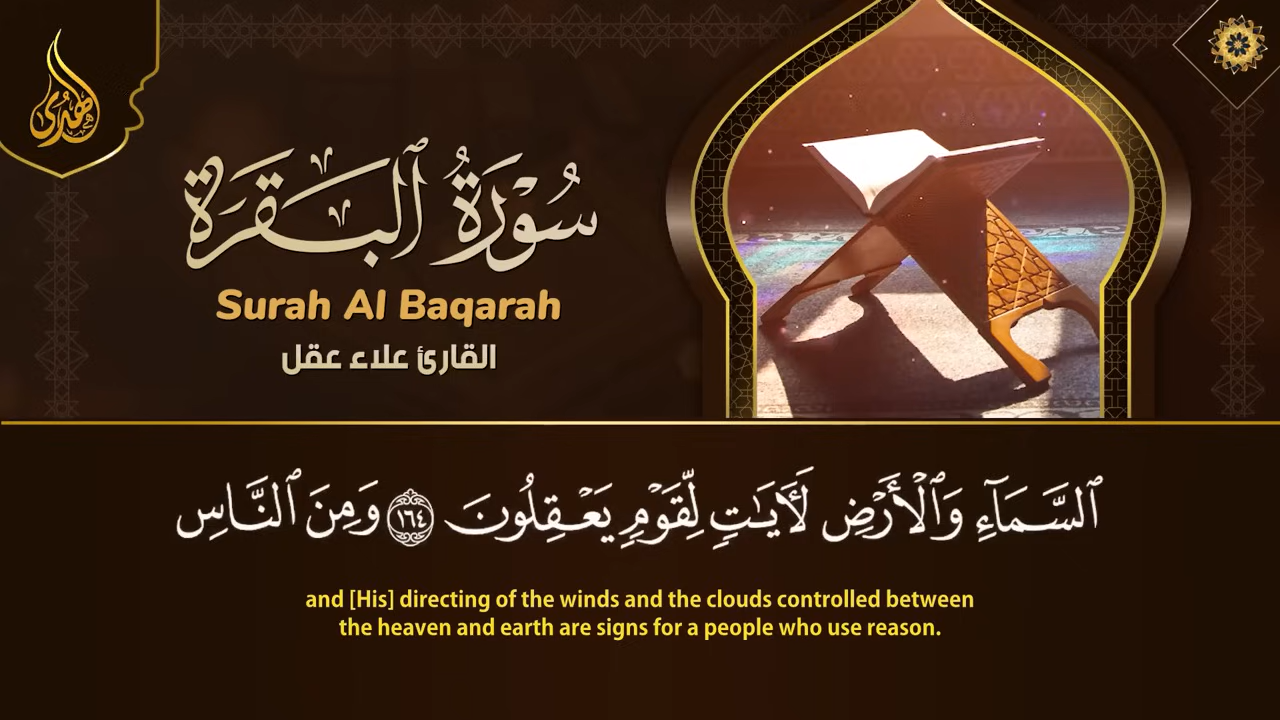 هدى
سُورَةُ ٱلْبَقَرَة
Surah Al Baqarah
القارئ علاء عقل
ٱلسَّمَآءِ وَٱلْأَرْضِ لَأٓيَٰتٍ لِّقَوْمٍ يَعْقِلُونَ ١٦٤ وَمِنَ ٱلنَّاسِ
and [His] directing of the winds and the clouds controlled between
the heaven and earth are signs for a people who use reason.